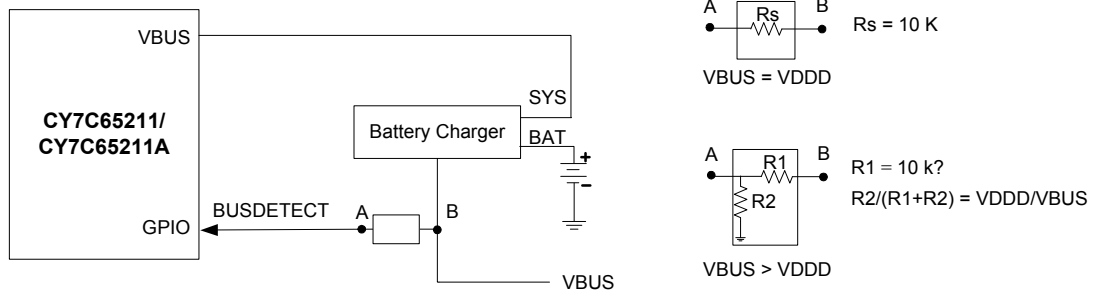 VBUS
CY7C65211/
CY7C65211A
SYS
Battery Charger
BAT
+
-
BUSDETECT
A
B
GPIO
VBUS
A
B
Rs
Rs = 10 K
VBUS = VDDD
A
B
R1
R2
R1 = 10 k?
R2/(R1+R2) = VDDD/VBUS
VBUS > VDDD